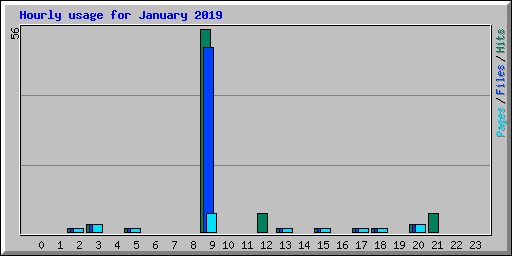 Hourly usage for January 2019
56
Pages/Files/Hits
0 1 2 3 4 5 6 7 8 9 10 11 12 13 14 15 16 17 18 19 20 21 22 23